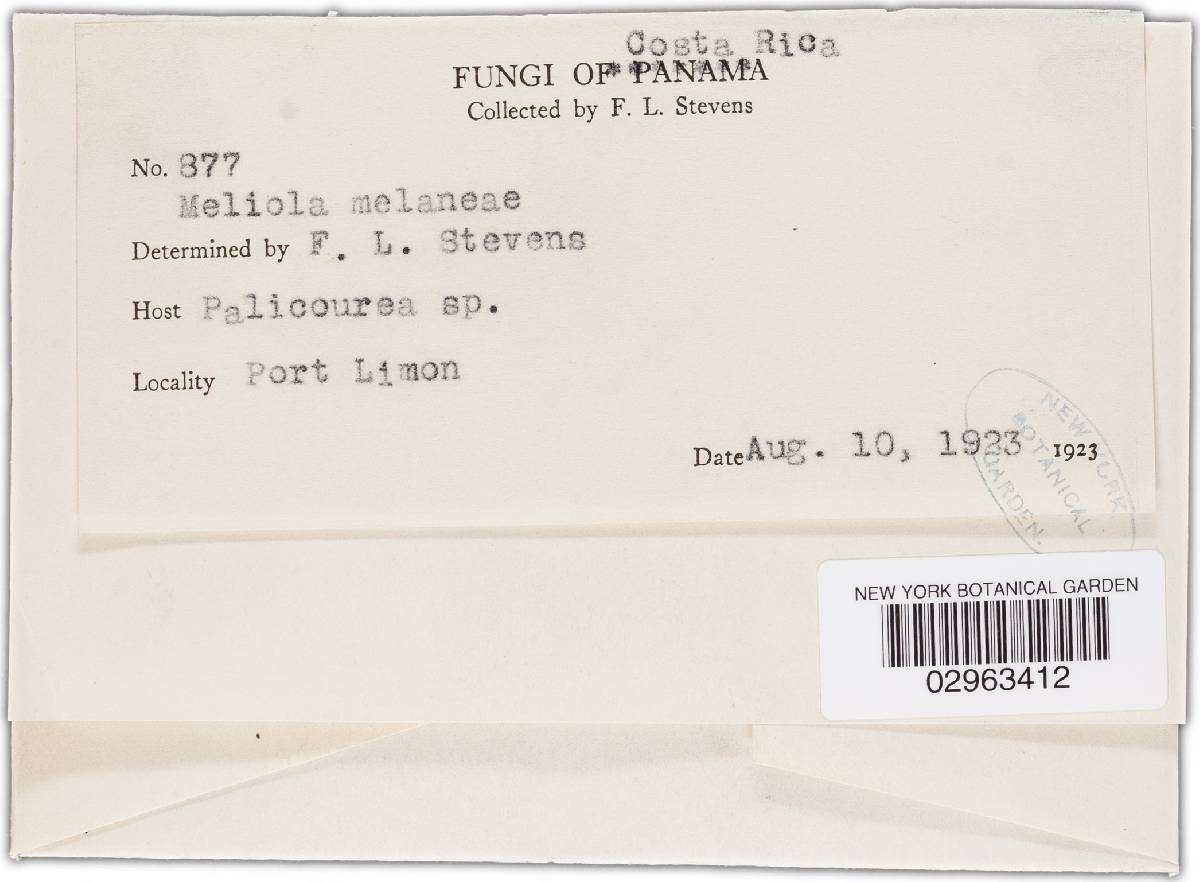 Costa Rica
FUNGI OF PANAMA
Collected by F. L. Stevens
No. 877
Meliola melaneae
Determined by F. L. Stevens
Host Palicourea sp.
Locality Port Limon
Date Aug. 10, 1923 1923
NEW YORK
BOTANICAL
GARDEN.
NEW YORK BOTANICAL GARDEN
02963412